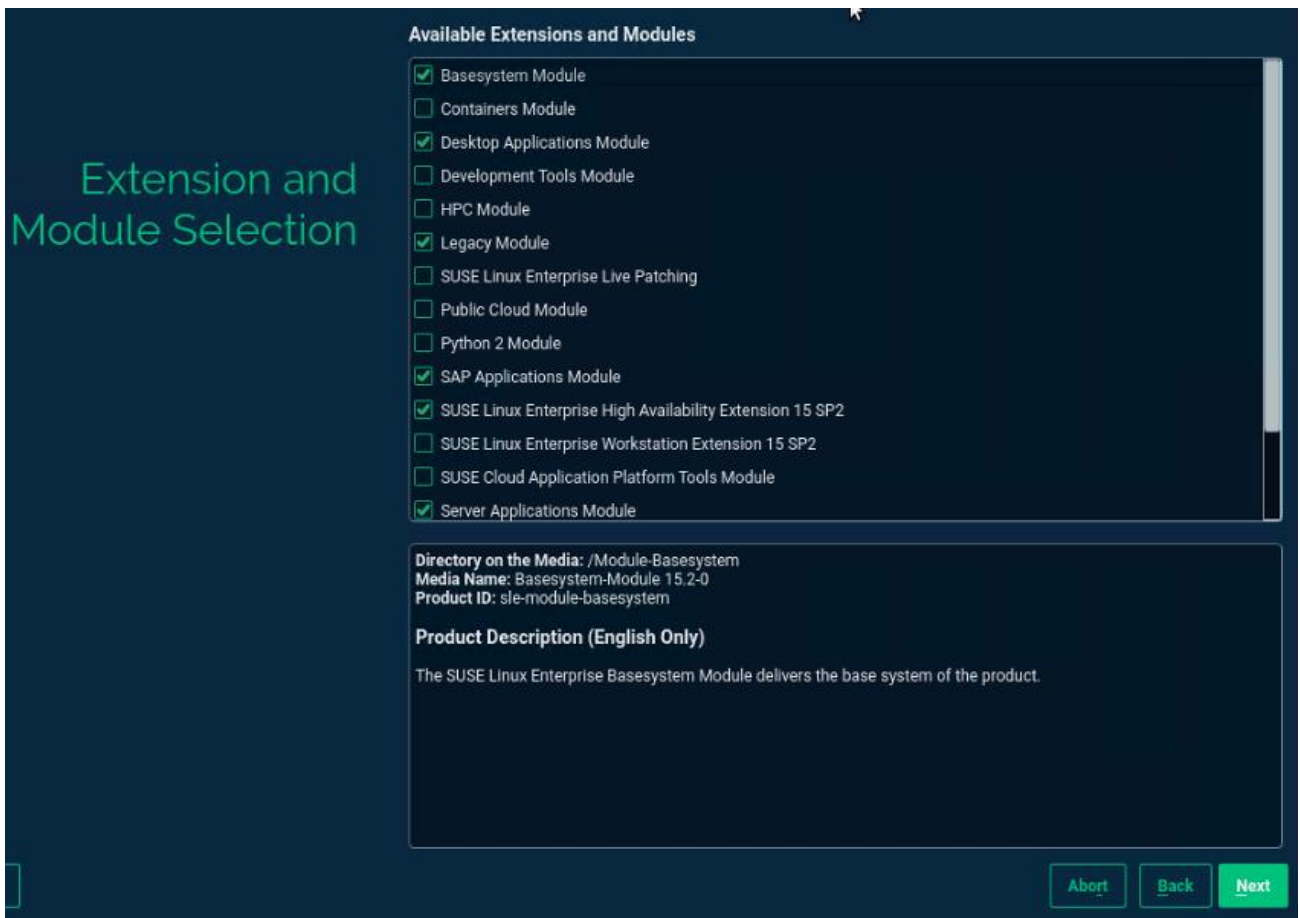 Extension and
Module Selection
Available Extensions and Modules
Basesystem Module
Containers Module
Desktop Applications Module
Development Tools Module
HPC Module
Legacy Module
SUSE Linux Enterprise Live Patching
Public Cloud Module
Python 2 Module
SAP Applications Module
SUSE Linux Enterprise High Availability Extension 15 SP2
SUSE Linux Enterprise Workstation Extension 15 SP2
SUSE Cloud Application Platform Tools Module
Server Applications Module
Directory on the Media: /Module-Basesystem
Media Name: Basesystem-Module 15.2-0
Product ID: sle-module-basesystem
Product Description (English Only)
The SUSE Linux Enterprise Basesystem Module delivers the base system of the product.
Abort Back Next